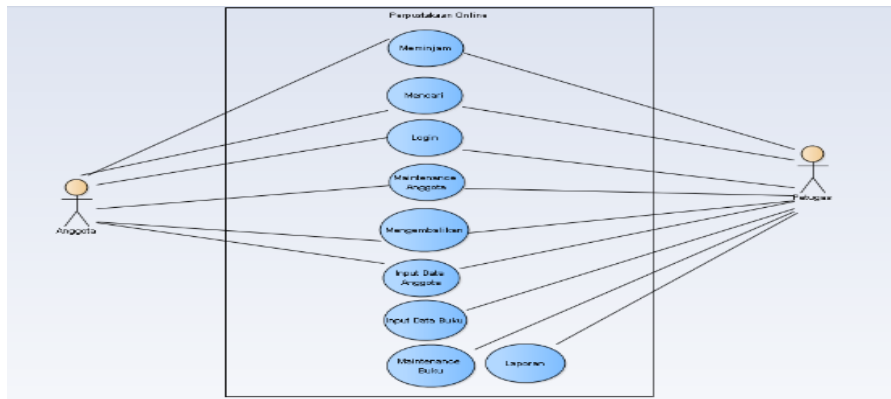 Perpustakaan Online
Meminjam
Mencari
Login
Maintenance
Anggota
Mengembalikan
Input Data
Anggota
Input Data Buku
Maintenance
Buku
Laporan
Anggota
Petugas